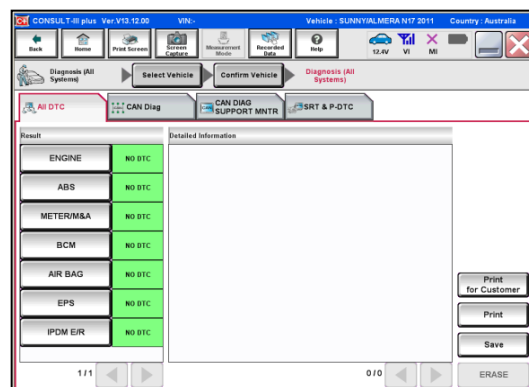 CONSULT-III plus Ver.V13.12.00 VIN:- Vehicle : SUNNY/ALMERA N17 2011 Country : Australia
Back Home Print Screen Screen Capture Measurement Mode Recorded Data Help 12.4V VI MI
Diagnosis (All Systems) Select Vehicle Confirm Vehicle Diagnosis (All Systems)
All DTC CAN Diag CAN DIAG SUPPORT MNTR SRT & P-DTC
Result Detailed Information
ENGINE NO DTC
ABS NO DTC
METER/M&A NO DTC
BCM NO DTC
AIR BAG NO DTC
EPS NO DTC
IPDM E/R NO DTC
Print for Customer
Print
Save
1/1 0/0 ERASE